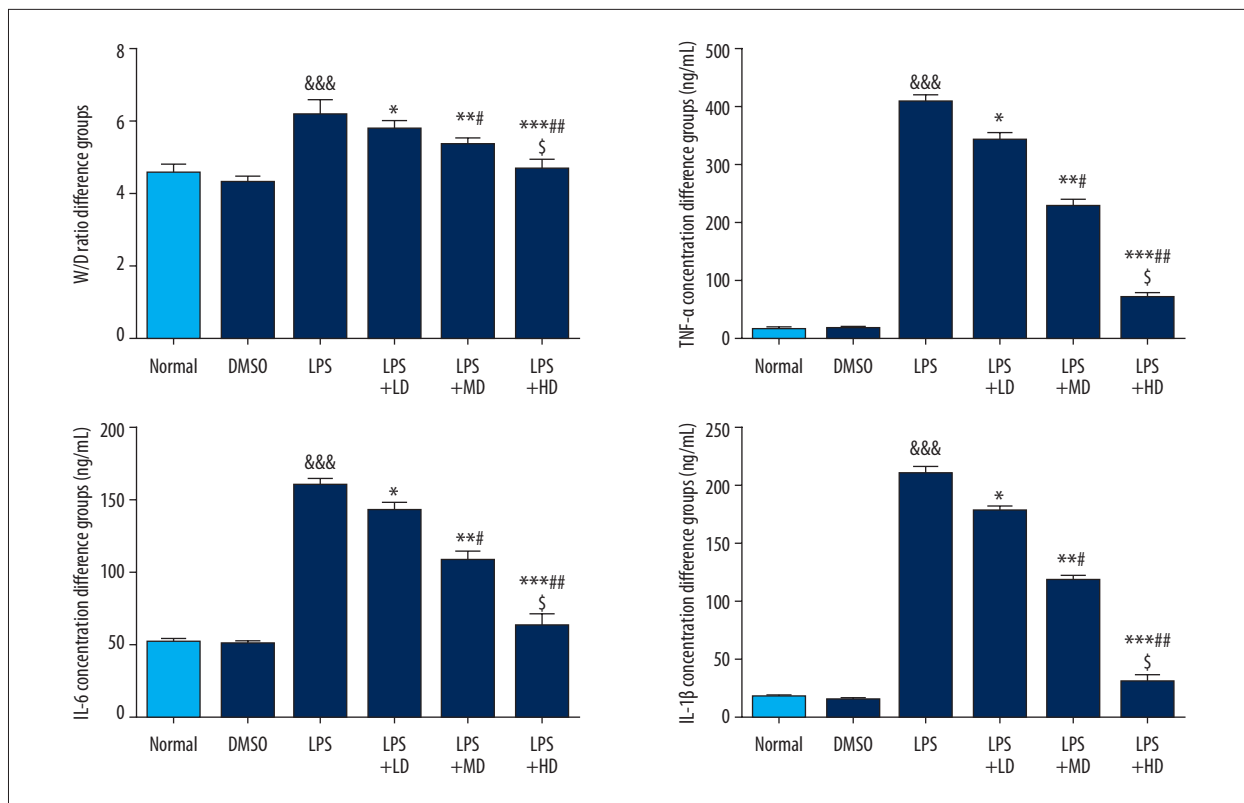 W/D ratio difference groups
8
6
4
2
0
&&&
*
**#
***##
$
Normal
DMSO
LPS
LPS
+LD
LPS
+MD
LPS
+HD
TNF-α concentration difference groups (ng/mL)
500
400
300
200
100
0
&&&
*
**#
***##
$
Normal
DMSO
LPS
LPS
+LD
LPS
+MD
LPS
+HD
IL-6 concentration difference groups (ng/mL)
200
150
100
50
0
&&&
*
**#
***##
$
Normal
DMSO
LPS
LPS
+LD
LPS
+MD
LPS
+HD
IL-1β concentration difference groups (ng/mL)
250
200
150
100
50
0
&&&
*
**#
***##
$
Normal
DMSO
LPS
LPS
+LD
LPS
+MD
LPS
+HD